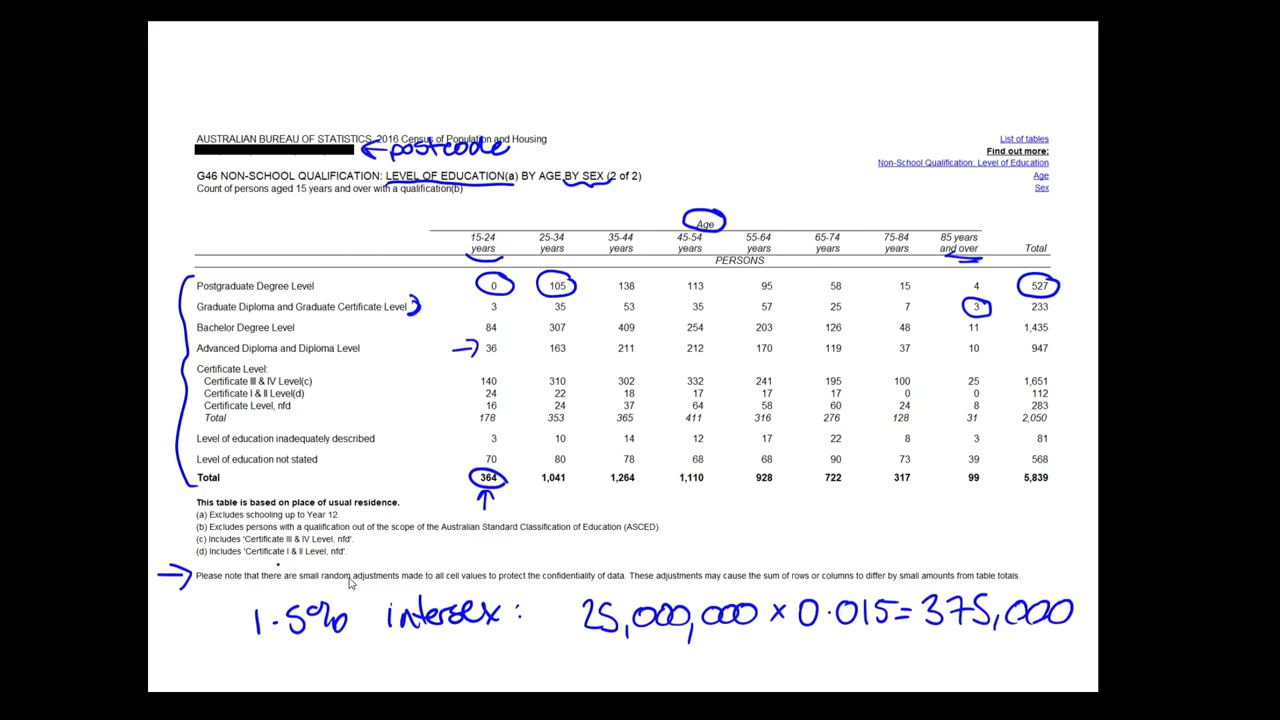 AUSTRALIAN BUREAU OF STATISTICS 2016 Census of Population and Housing List of tables
← postcode Find out more:
Non-School Qualification: Level of Education
G46 NON-SCHOOL QUALIFICATION: LEVEL OF EDUCATION(a) BY AGE BY SEX (2 of 2) Age
Count of persons aged 15 years and over with a qualification(b) Sex
Age
15-24 25-34 35-44 45-54 55-64 65-74 75-84 85 years
years years years years years years years and over Total
PERSONS
Postgraduate Degree Level 0 105 138 113 95 58 15 4 527
Graduate Diploma and Graduate Certificate Level 3 35 53 35 57 25 7 3 233
Bachelor Degree Level 84 307 409 254 203 126 48 11 1,435
Advanced Diploma and Diploma Level → 36 163 211 212 170 119 37 10 947
Certificate Level:
Certificate III & IV Level(c) 140 310 302 332 241 195 100 25 1,651
Certificate I & II Level(d) 24 22 18 17 17 17 0 0 112
Certificate Level, nfd 16 24 37 64 58 60 24 8 283
Total 178 353 365 411 316 276 128 31 2,050
Level of education inadequately described 3 10 14 12 17 22 8 3 81
Level of education not stated 70 80 78 68 68 90 73 39 568
Total 364 1,041 1,264 1,110 928 722 317 99 5,839
This table is based on place of usual residence.
(a) Excludes schooling up to Year 12.
(b) Excludes persons with a qualification out of the scope of the Australian Standard Classification of Education (ASCED).
(c) Includes 'Certificate III & IV Level, nfd'.
(d) Includes 'Certificate I & II Level, nfd'.
→ Please note that there are small random adjustments made to all cell values to protect the confidentiality of data. These adjustments may cause the sum of rows or columns to differ by small amounts from table totals.
1.5% intersex: 25,000,000 × 0.015 = 375,000